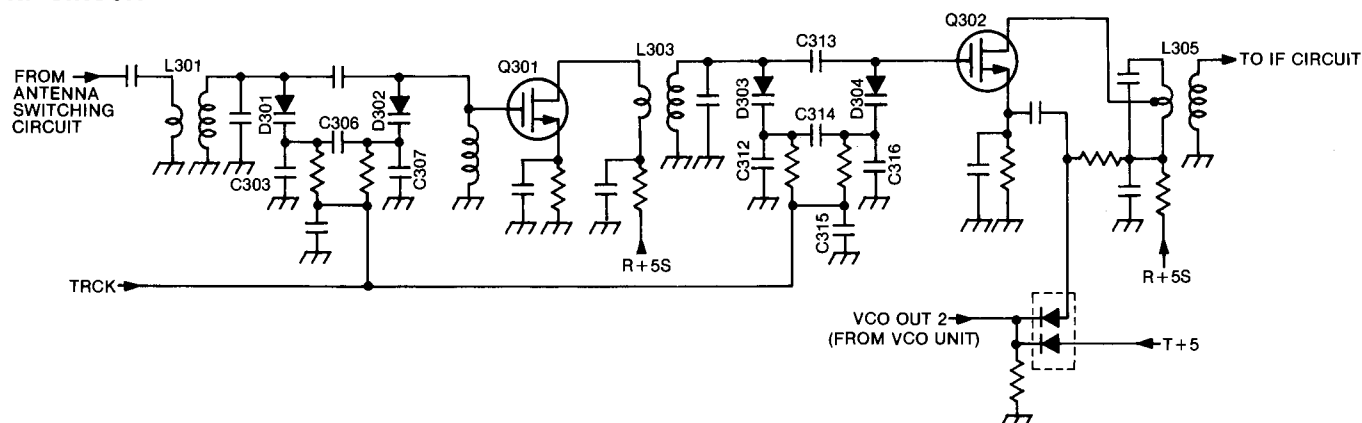 Q302
L305
C313
TO IF CIRCUIT
L301
Q301
L303
FROM
ANTENNA
SWITCHING
CIRCUIT
D301
D302
D303
D304
C306
C314
C303
C307
C312
C316
C315
R+5S
R+5S
TRCK
VCO OUT 2
(FROM VCO UNIT)
T+5